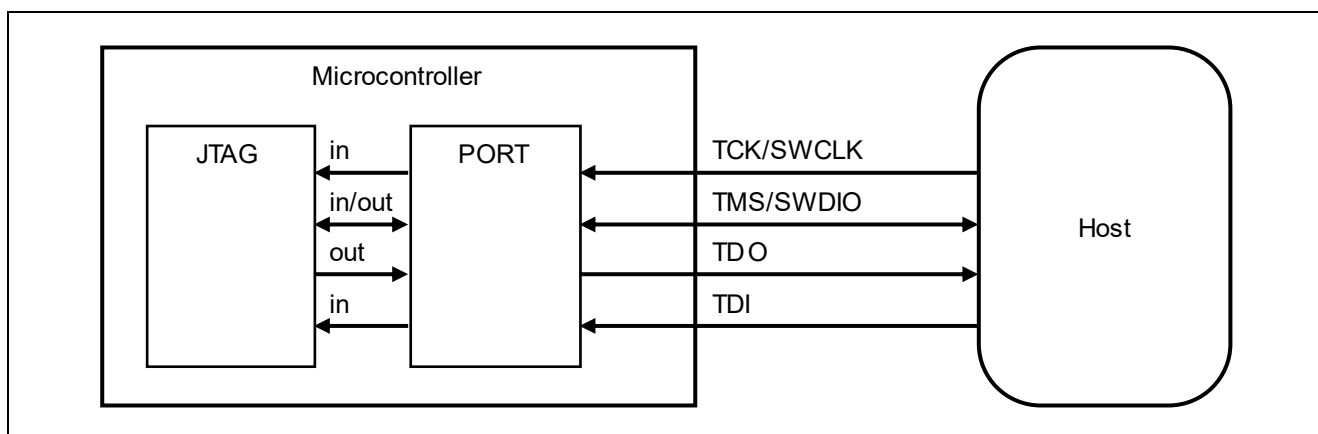 Microcontroller
JTAG
PORT
in
in/out
out
in
TCK/SWCLK
TMS/SWDIO
TDO
TDI
Host